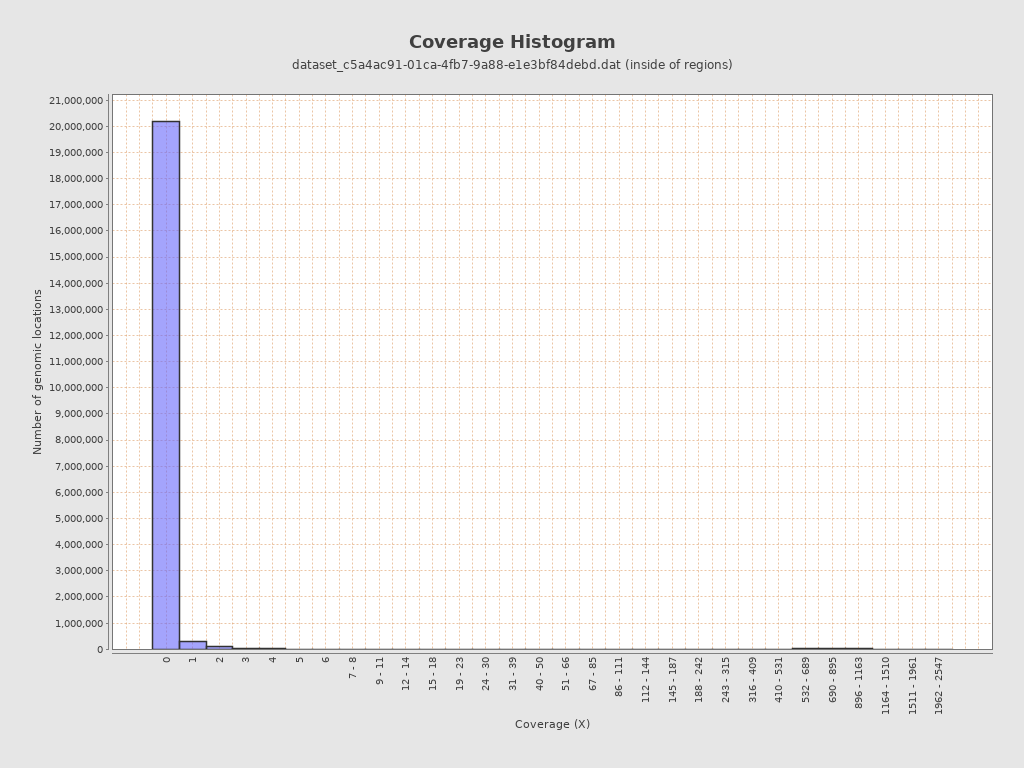 Coverage Histogram
dataset_c5a4ac91-01ca-4fb7-9a88-e1e3bf84debd.dat (inside of regions)
Number of genomic locations
21,000,000
20,000,000
19,000,000
18,000,000
17,000,000
16,000,000
15,000,000
14,000,000
13,000,000
12,000,000
11,000,000
10,000,000
9,000,000
8,000,000
7,000,000
6,000,000
5,000,000
4,000,000
3,000,000
2,000,000
1,000,000
0
0
1
2
3
4
5
6
7 - 8
9 - 11
12 - 14
15 - 18
19 - 23
24 - 30
31 - 39
40 - 50
51 - 66
67 - 85
86 - 111
112 - 144
145 - 187
188 - 242
243 - 315
316 - 409
410 - 531
532 - 689
690 - 895
896 - 1163
1164 - 1510
1511 - 1961
1962 - 2547
Coverage (X)